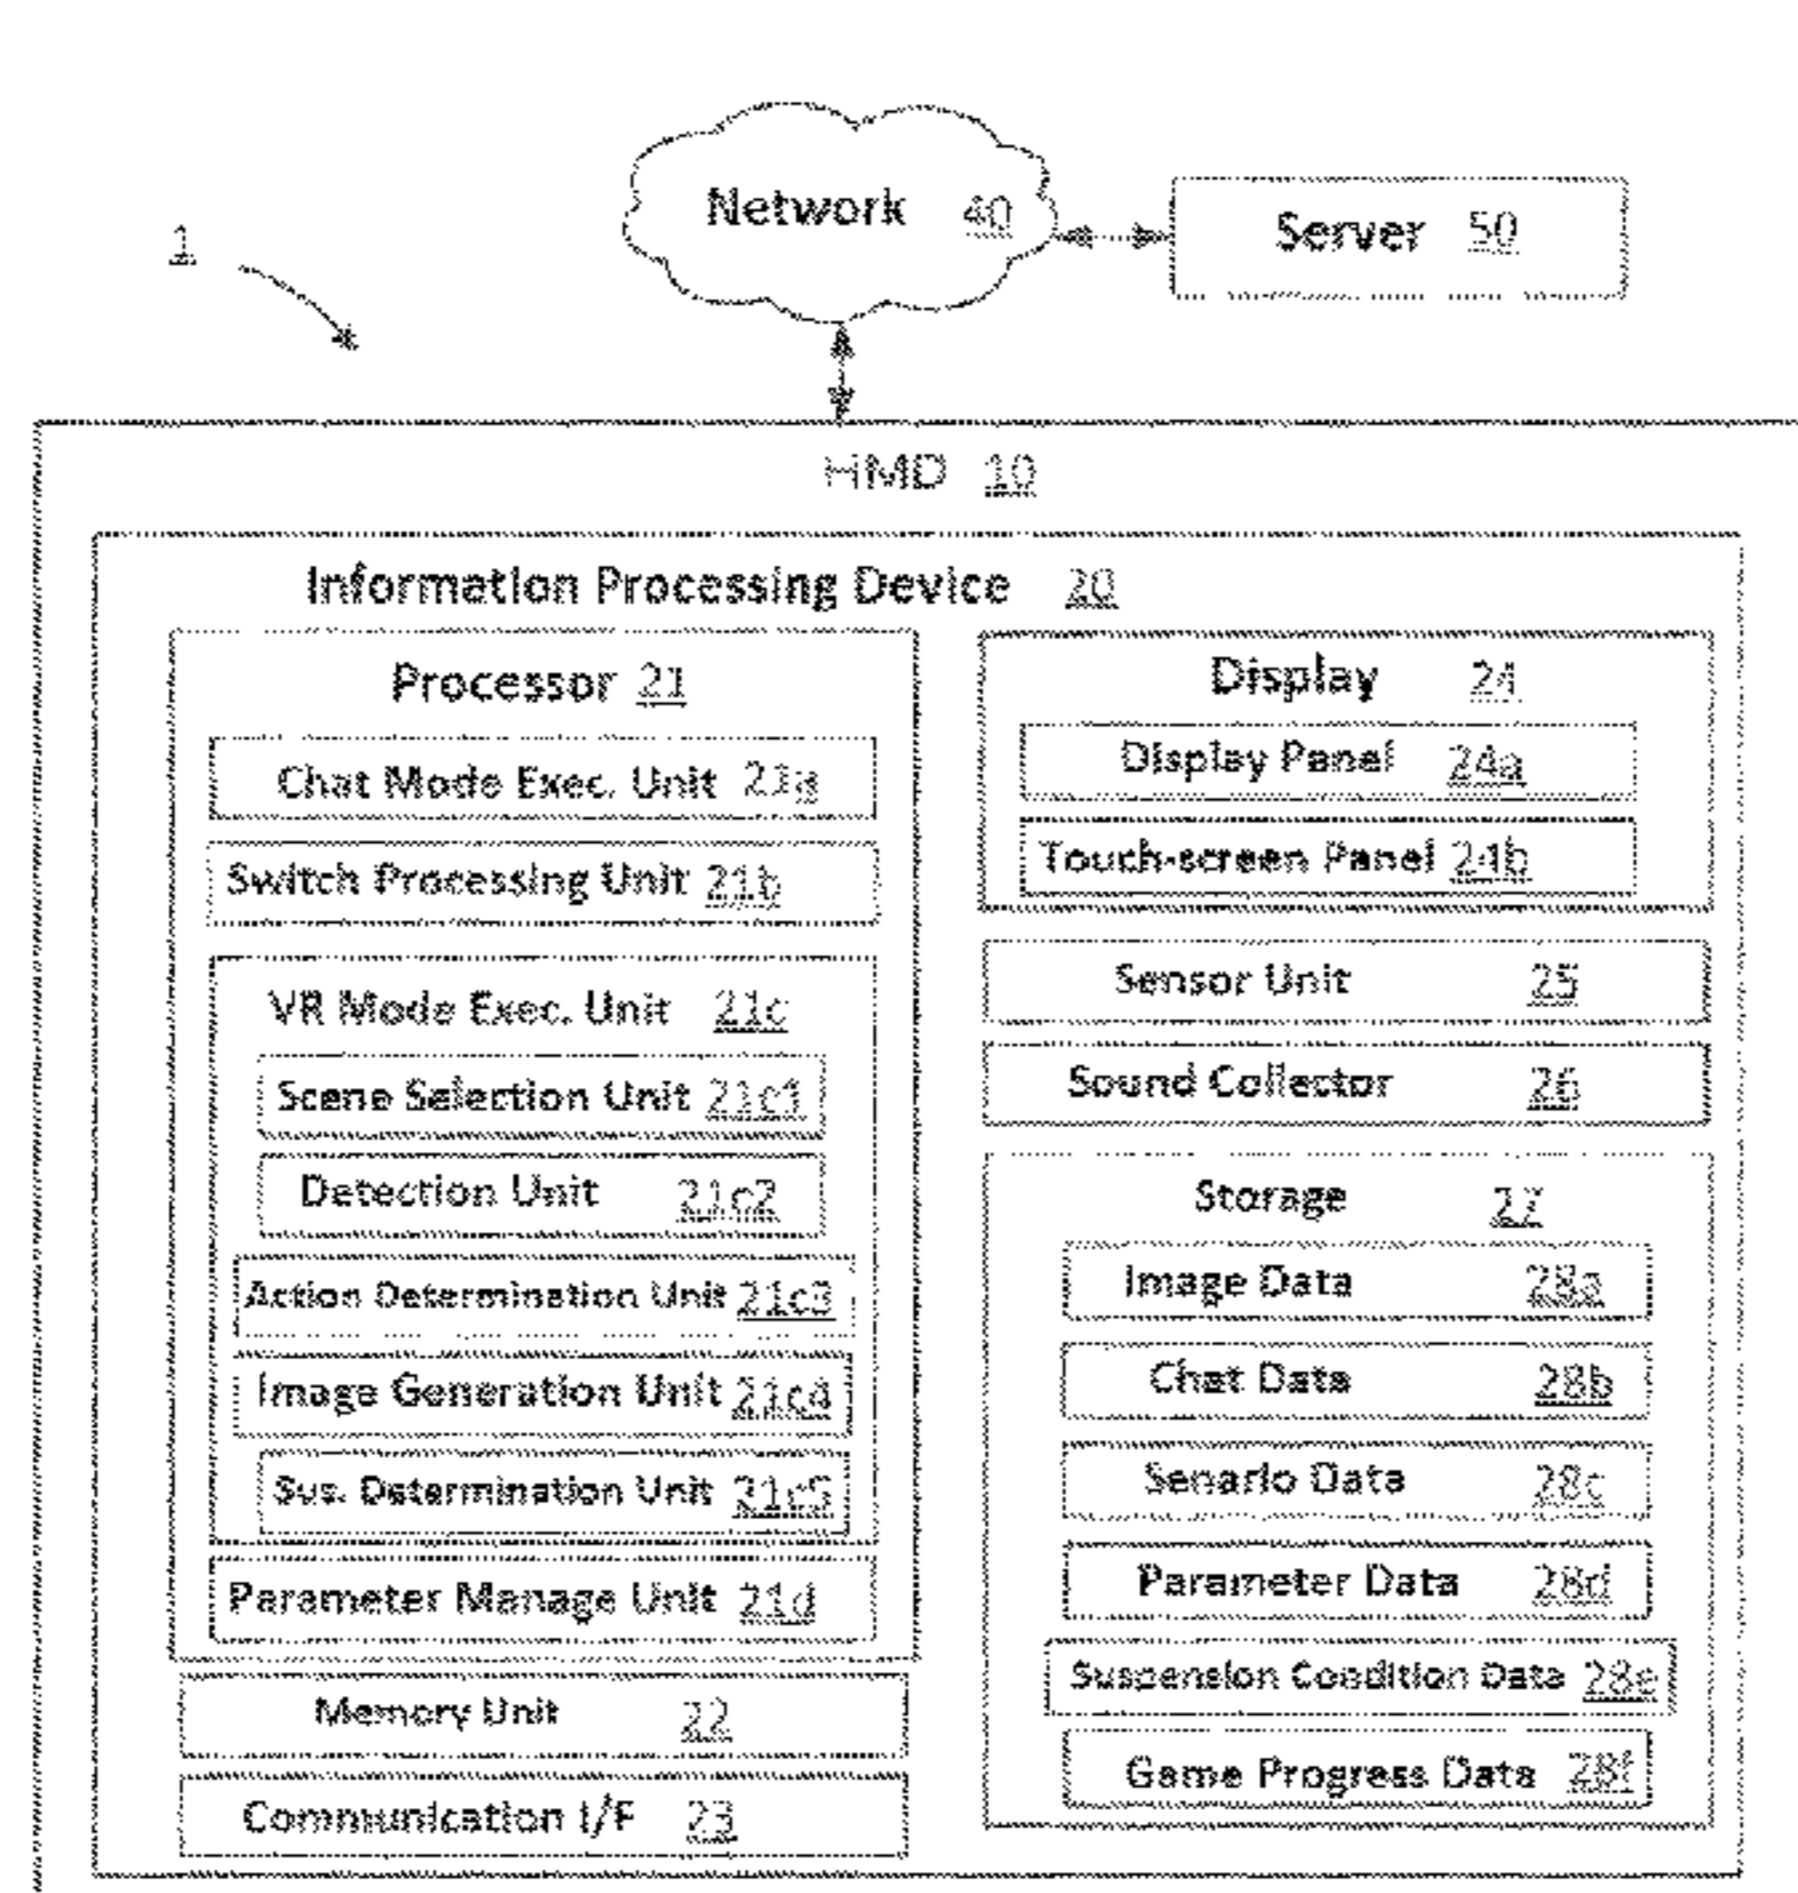 Network 40
Server 50
1
HMD 10
Information Processing Device 20
Processor 21
Chat Mode Exec. Unit 21a
Switch Processing Unit 21b
VR Mode Exec. Unit 21c
Scene Selection Unit 21c1
Detection Unit 21c2
Action Determination Unit 21c3
Image Generation Unit 21c4
Sus. Determination Unit 21c5
Parameter Manage Unit 21d
Memory Unit 22
Communication I/F 23
Display 24
Display Panel 24a
Touch-screen Panel 24b
Sensor Unit 25
Sound Collector 26
Storage 27
Image Data 28a
Chat Data 28b
Senario Data 28c
Parameter Data 28d
Suspension Condition Data 28e
Game Progress Data 28f